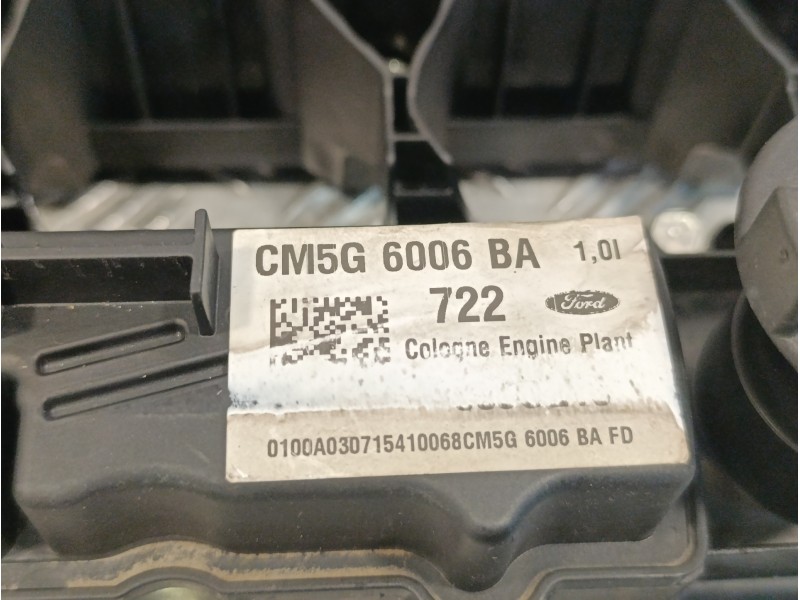 CM5G 6006 BA 1,0l
722 Ford
Cologne Engine Plant
0100A030715410068CM5G 6006 BA FD